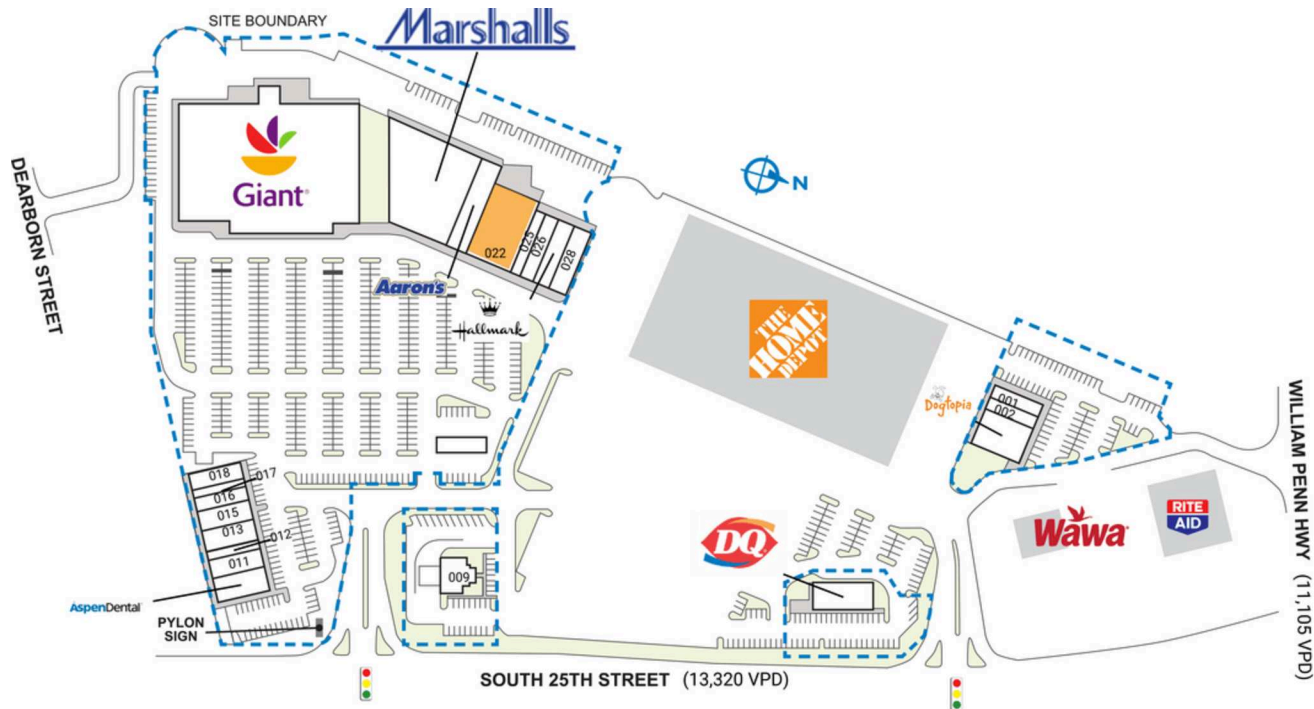 SITE BOUNDARY
Marshalls
Giant
DEARBORN STREET
N
022
025
026
028
Aaron's
Hallmark
THE
HOME
DEPOT
Dogtopia
001
002
WILLIAM PENN HWY (11,105 VPD)
018
017
016
015
013
012
011
009
DQ
Wawa
RITE
AID
AspenDental
PYLON
SIGN
SOUTH 25TH STREET (13,320 VPD)